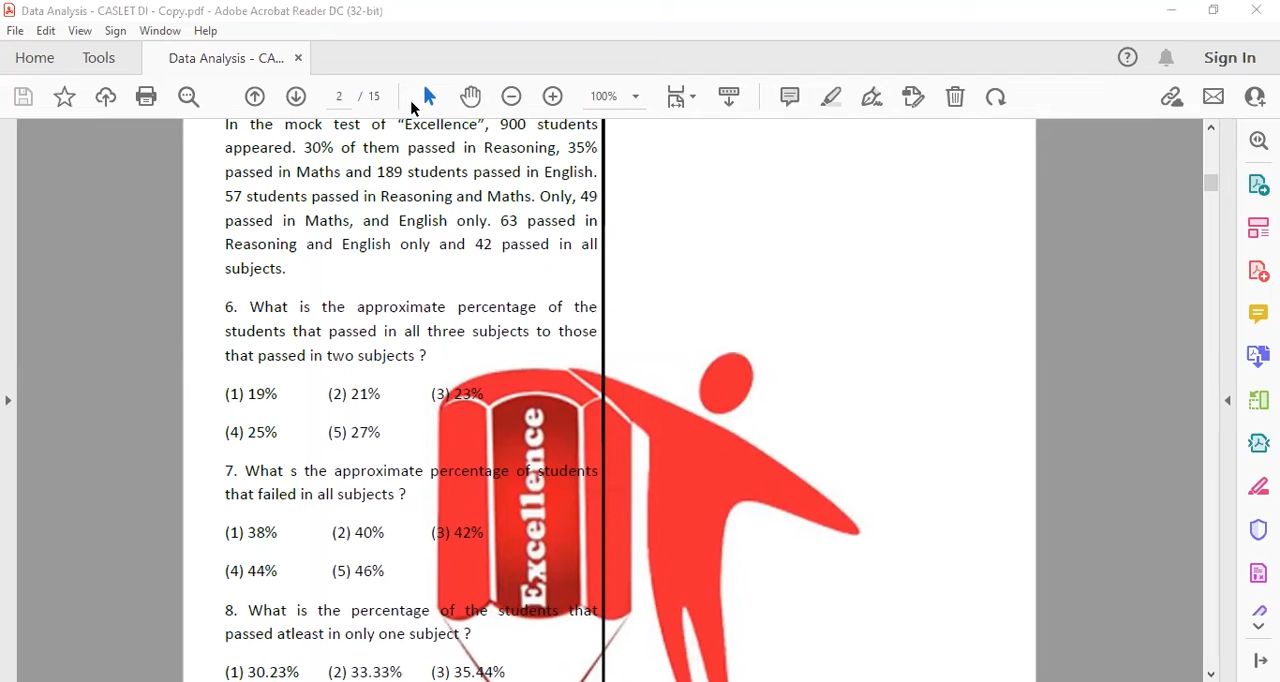 Data Analysis - CASLET DI - Copy.pdf - Adobe Acrobat Reader DC (32-bit)
File Edit View Sign Window Help
Home Tools Data Analysis - CA... × Sign In
2 / 15 100%
In the mock test of “Excellence”, 900 students
appeared. 30% of them passed in Reasoning, 35%
passed in Maths and 189 students passed in English.
57 students passed in Reasoning and Maths. Only, 49
passed in Maths, and English only. 63 passed in
Reasoning and English only and 42 passed in all
subjects.
6. What is the approximate percentage of the
students that passed in all three subjects to those
that passed in two subjects ?
(1) 19% (2) 21% (3) 23%
(4) 25% (5) 27%
7. What s the approximate percentage of students
that failed in all subjects ?
(1) 38% (2) 40% (3) 42%
(4) 44% (5) 46%
8. What is the percentage of the students that
passed atleast in only one subject ?
(1) 30.23% (2) 33.33% (3) 35.44%
Excellence